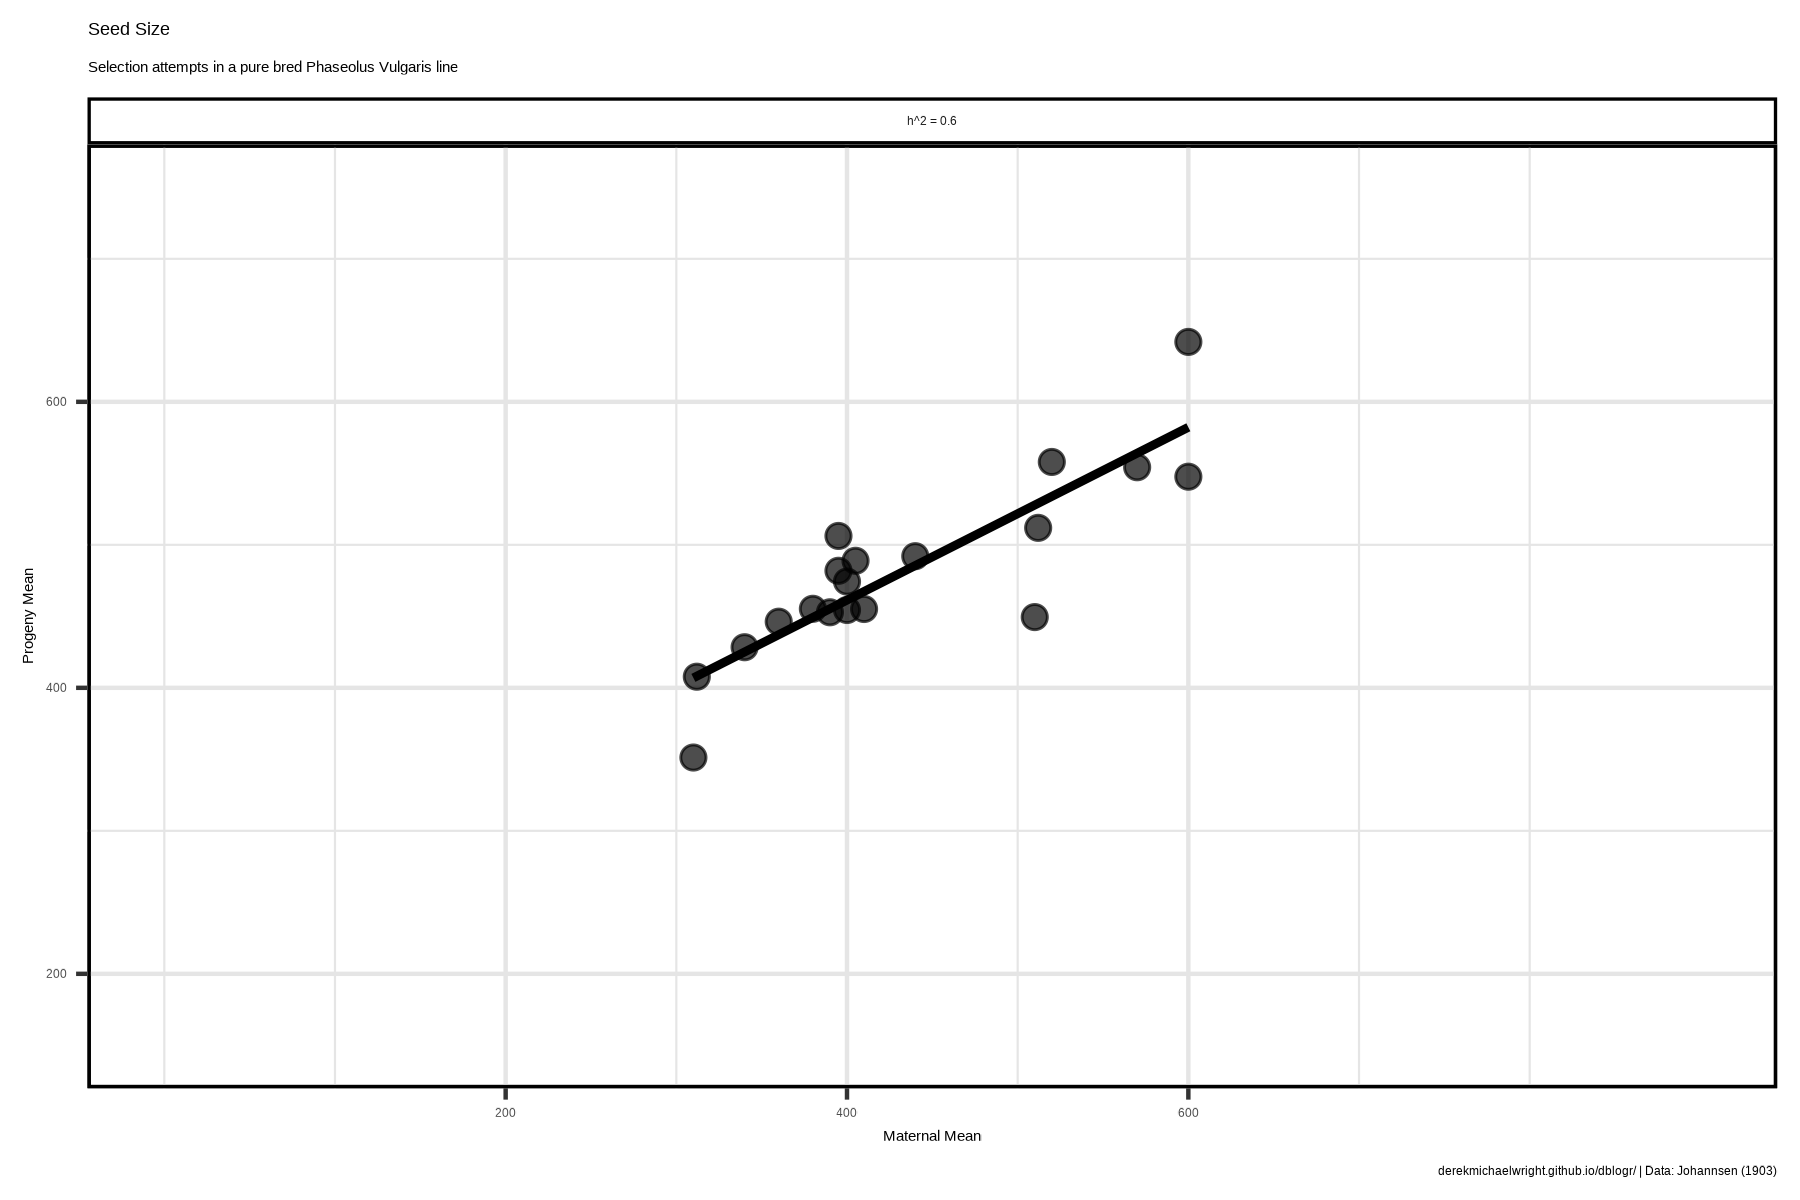 Seed Size
Selection attempts in a pure bred Phaseolus Vulgaris line
h^2 = 0.6
Progeny Mean
600
400
200
200
400
600
Maternal Mean
derekmichaelwright.github.io/dblogr/ | Data: Johannsen (1903)